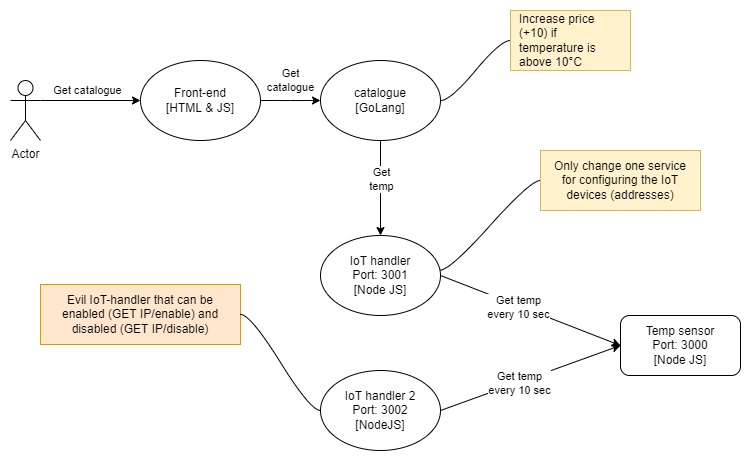 Increase price
(+10) if
temperature is
above 10°C
Get catalogue
Front-end
[HTML & JS]
Get
catalogue
catalogue
[GoLang]
Actor
Get
temp
Only change one service
for configuring the IoT
devices (addresses)
IoT handler
Port: 3001
[Node JS]
Evil IoT-handler that can be
enabled (GET IP/enable) and
disabled (GET IP/disable)
Get temp
every 10 sec
Temp sensor
Port: 3000
[Node JS]
Get temp
every 10 sec
IoT handler 2
Port: 3002
[NodeJS]